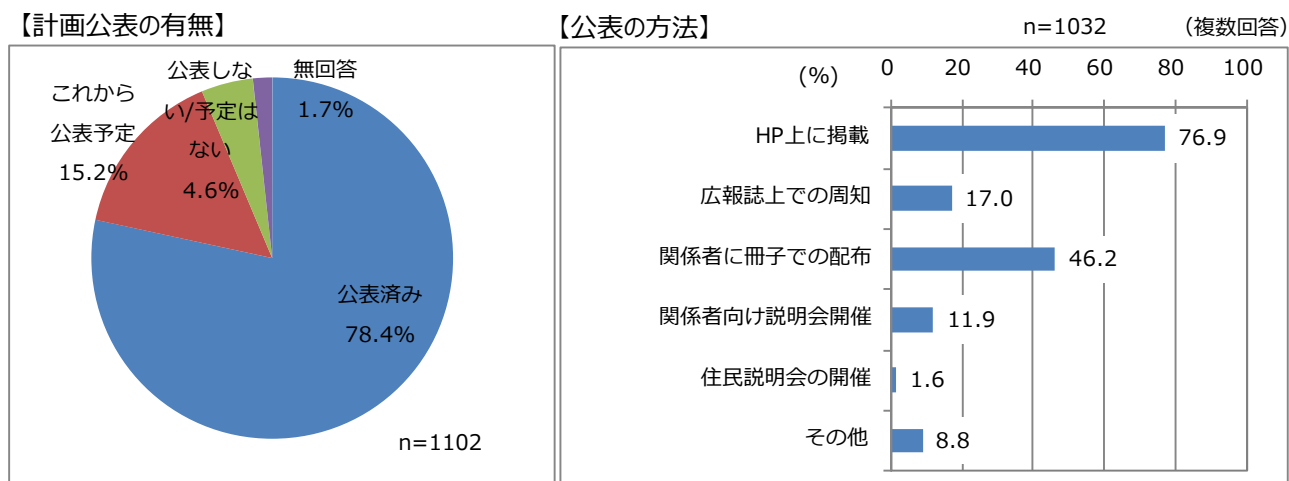 【計画公表の有無】
公表しな
い/予定は
ない
4.6%
無回答
1.7%
これから
公表予定
15.2%
公表済み
78.4%
n=1102
【公表の方法】
n=1032
（複数回答）
(%)
0 20 40 60 80 100
HP上に掲載 76.9
広報誌上での周知 17.0
関係者に冊子での配布 46.2
関係者向け説明会開催 11.9
住民説明会の開催 1.6
その他 8.8